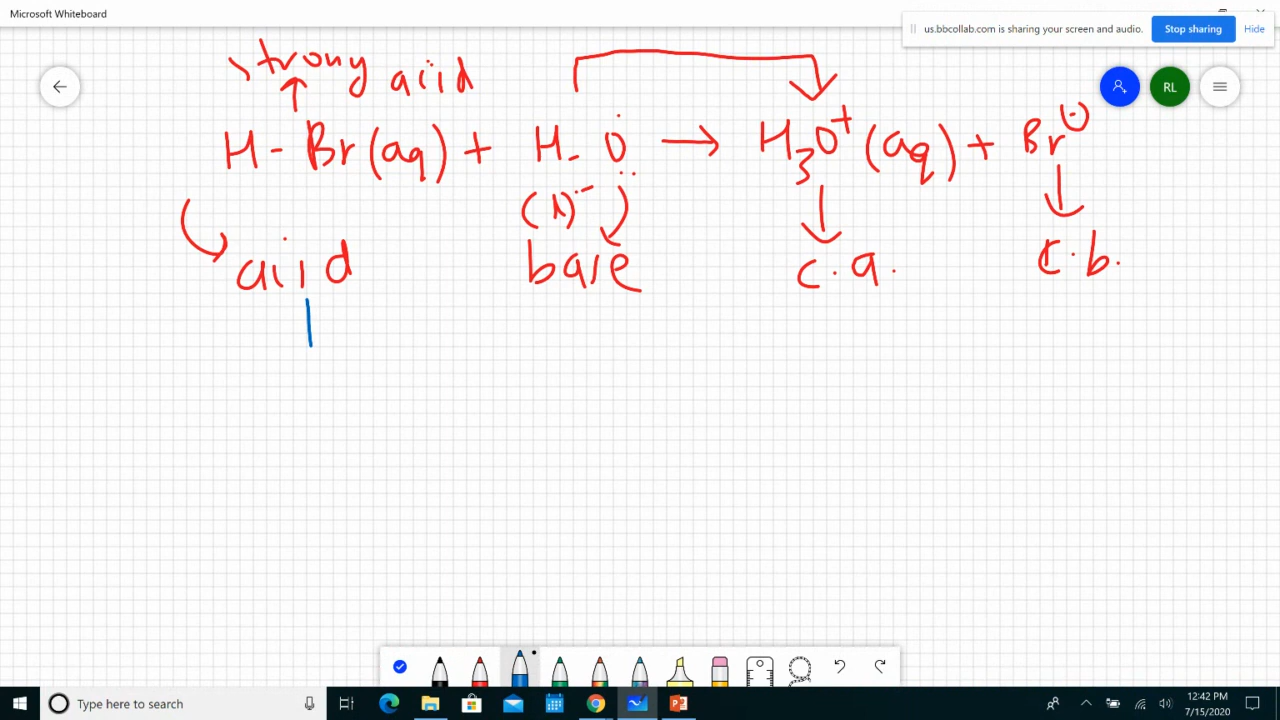 Microsoft Whiteboard
us.bbcollab.com is sharing your screen and audio.
Stop sharing
Hide
RL
strong acid
H-Br(aq) + H-Ö → H3O+(aq) + Br⊖
acid
base
c.a.
c.b.
Type here to search
12:42 PM
7/15/2020